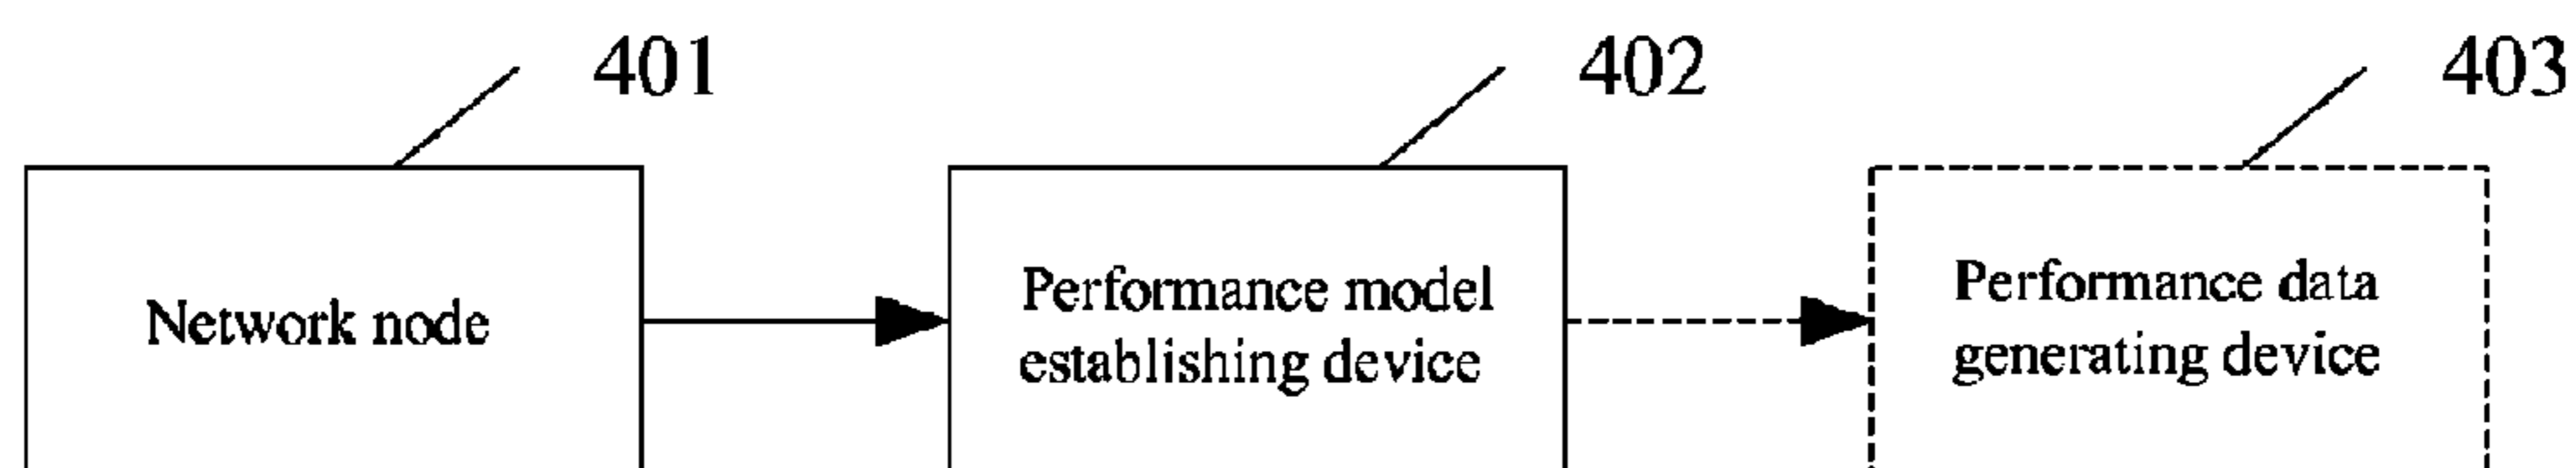 401
402
403
Network node
Performance model
establishing device
Performance data
generating device